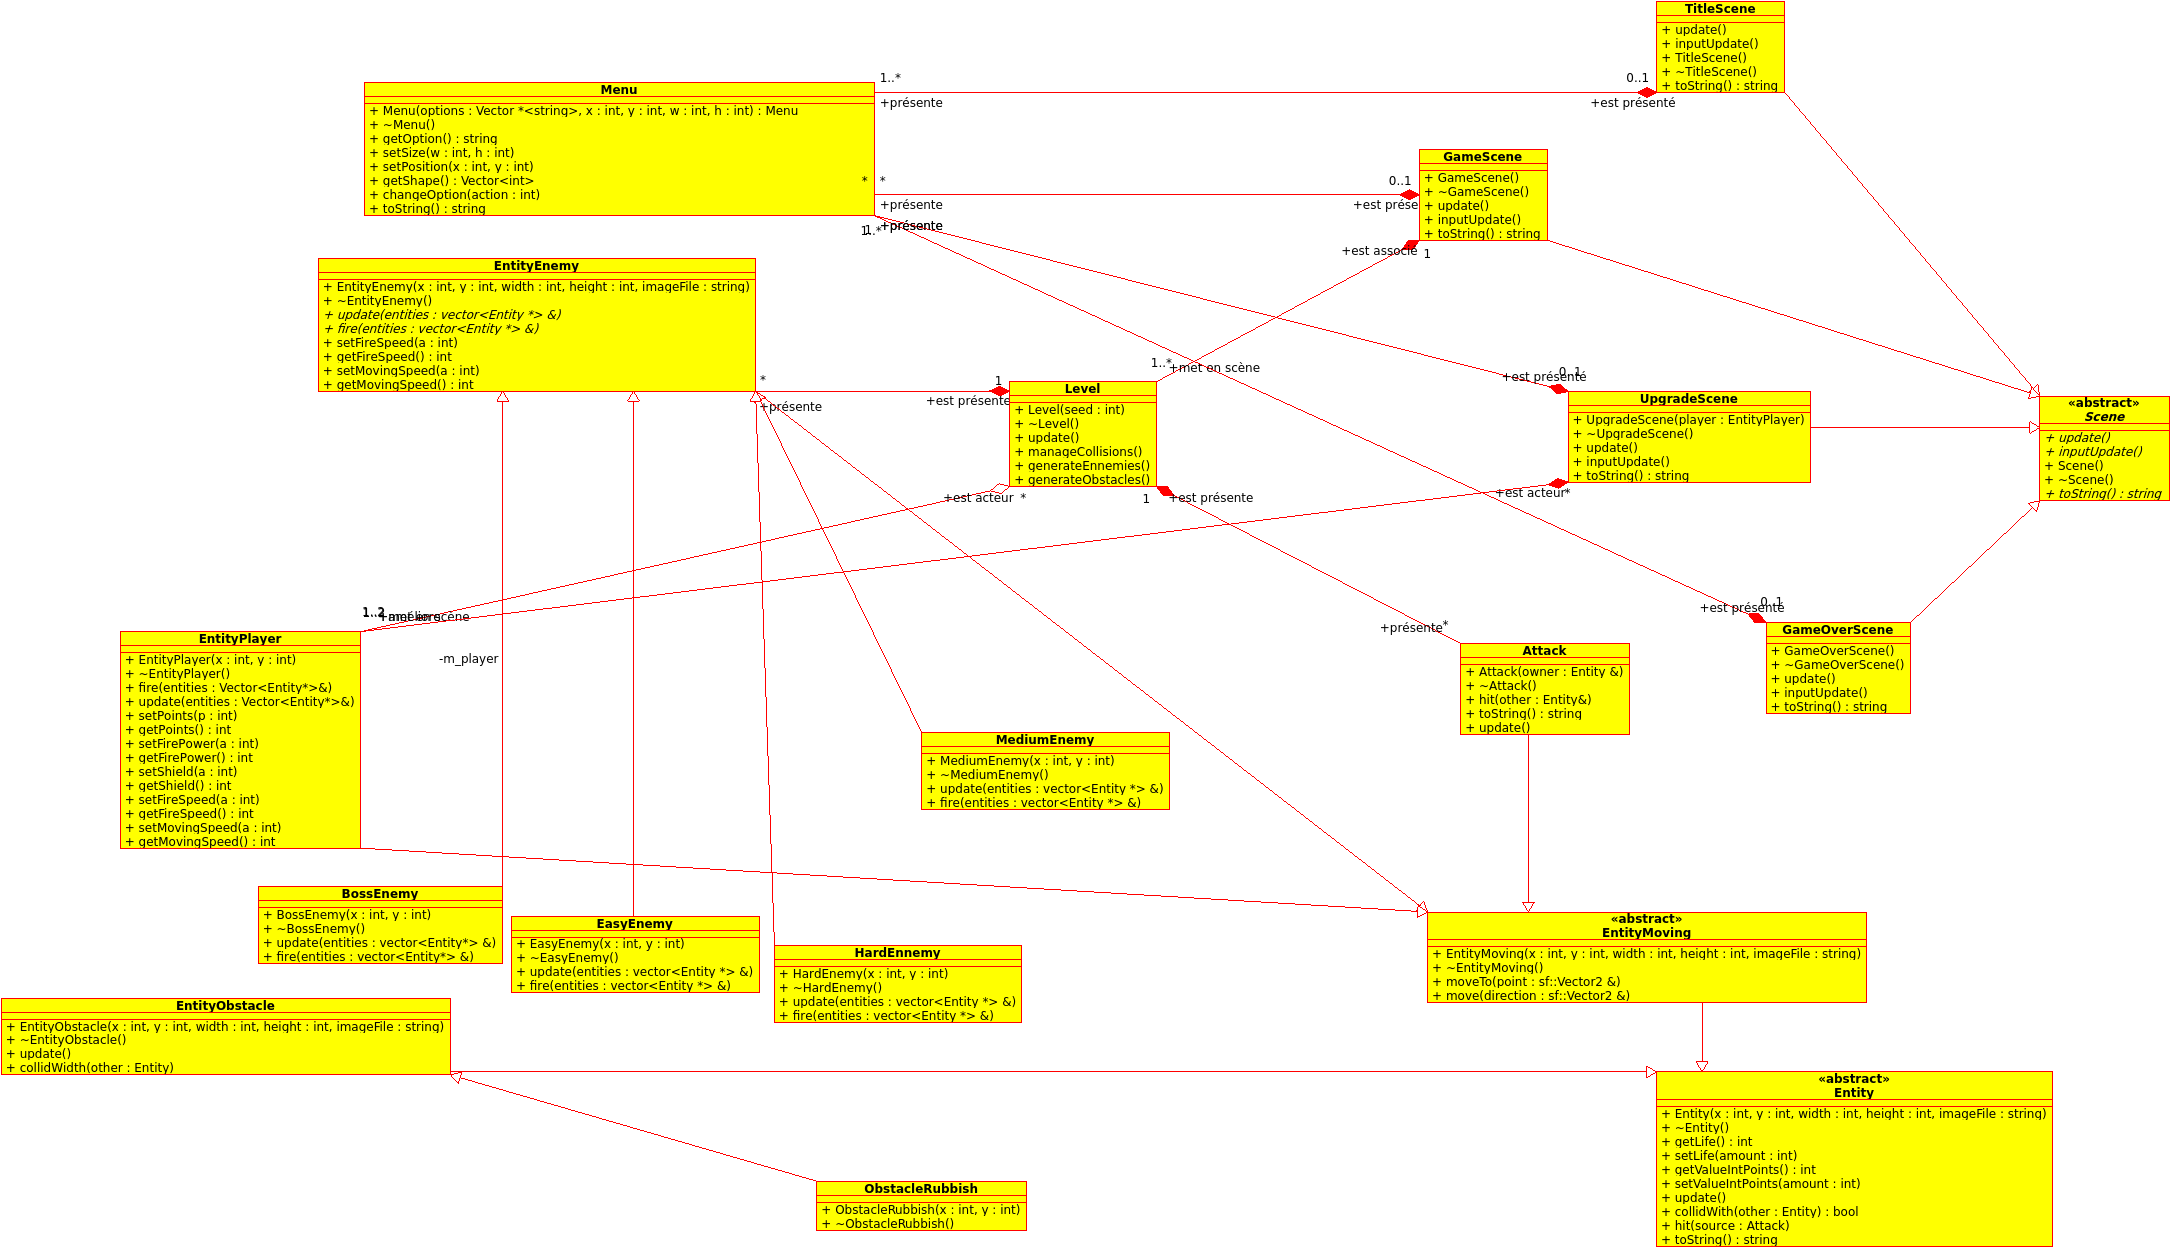 TitleScene
+ update()
+ inputUpdate()
+ TitleScene()
+ ~TitleScene()
+ toString() : string
1..*
0..1
+présente
+est présenté
Menu
+ Menu(options : Vector *<string>, x : int, y : int, w : int, h : int) : Menu
+ ~Menu()
+ getOption() : string
+ setSize(w : int, h : int)
+ setPosition(x : int, y : int)
+ getShape() : Vector<int>
+ changeOption(action : int)
+ toString() : string
* *
0..1
+présente
+est prése
+présente
1..*
GameScene
+ GameScene()
+ ~GameScene()
+ update()
+ inputUpdate()
+ toString() : string
+est associé
1
EntityEnemy
+ EntityEnemy(x : int, y : int, width : int, height : int, imageFile : string)
+ ~EntityEnemy()
+ update(entities : vector<Entity *> &)
+ fire(entities : vector<Entity *> &)
+ setFireSpeed(a : int)
+ getFireSpeed() : int
+ setMovingSpeed(a : int)
+ getMovingSpeed() : int
*
+présente
1
+est présente
1..*
+met en scène
Level
+ Level(seed : int)
+ ~Level()
+ update()
+ manageCollisions()
+ generateEnnemies()
+ generateObstacles()
+est acteur *
1
+est présente
0..1
+est présenté
UpgradeScene
+ UpgradeScene(player : EntityPlayer)
+ ~UpgradeScene()
+ update()
+ inputUpdate()
+ toString() : string
+est acteur*
«abstract»
Scene
+ update()
+ inputUpdate()
+ Scene()
+ ~Scene()
+ toString() : string
0..1
+est présenté
GameOverScene
+ GameOverScene()
+ ~GameOverScene()
+ update()
+ inputUpdate()
+ toString() : string
1..2
EntityPlayer
+ EntityPlayer(x : int, y : int)
+ ~EntityPlayer()
+ fire(entities : Vector<Entity*>&)
+ update(entities : Vector<Entity*>&)
+ setPoints(p : int)
+ getPoints() : int
+ setFirePower(a : int)
+ getFirePower() : int
+ setShield(a : int)
+ getShield() : int
+ setFireSpeed(a : int)
+ getFireSpeed() : int
+ setMovingSpeed(a : int)
+ getMovingSpeed() : int
-m_player
+présente*
Attack
+ Attack(owner : Entity &)
+ ~Attack()
+ hit(other : Entity&)
+ toString() : string
+ update()
MediumEnemy
+ MediumEnemy(x : int, y : int)
+ ~MediumEnemy()
+ update(entities : vector<Entity *> &)
+ fire(entities : vector<Entity *> &)
BossEnemy
+ BossEnemy(x : int, y : int)
+ ~BossEnemy()
+ update(entities : vector<Entity*> &)
+ fire(entities : vector<Entity*> &)
EasyEnemy
+ EasyEnemy(x : int, y : int)
+ ~EasyEnemy()
+ update(entities : vector<Entity *> &)
+ fire(entities : vector<Entity *> &)
HardEnnemy
+ HardEnemy(x : int, y : int)
+ ~HardEnemy()
+ update(entities : vector<Entity *> &)
+ fire(entities : vector<Entity *> &)
«abstract»
EntityMoving
+ EntityMoving(x : int, y : int, width : int, height : int, imageFile : string)
+ ~EntityMoving()
+ moveTo(point : sf::Vector2 &)
+ move(direction : sf::Vector2 &)
EntityObstacle
+ EntityObstacle(x : int, y : int, width : int, height : int, imageFile : string)
+ ~EntityObstacle()
+ update()
+ collidWidth(other : Entity)
«abstract»
Entity
+ Entity(x : int, y : int, width : int, height : int, imageFile : string)
+ ~Entity()
+ getLife() : int
+ setLife(amount : int)
+ getValueIntPoints() : int
+ setValueIntPoints(amount : int)
+ update()
+ collidWith(other : Entity) : bool
+ hit(source : Attack)
+ toString() : string
ObstacleRubbish
+ ObstacleRubbish(x : int, y : int)
+ ~ObstacleRubbish()